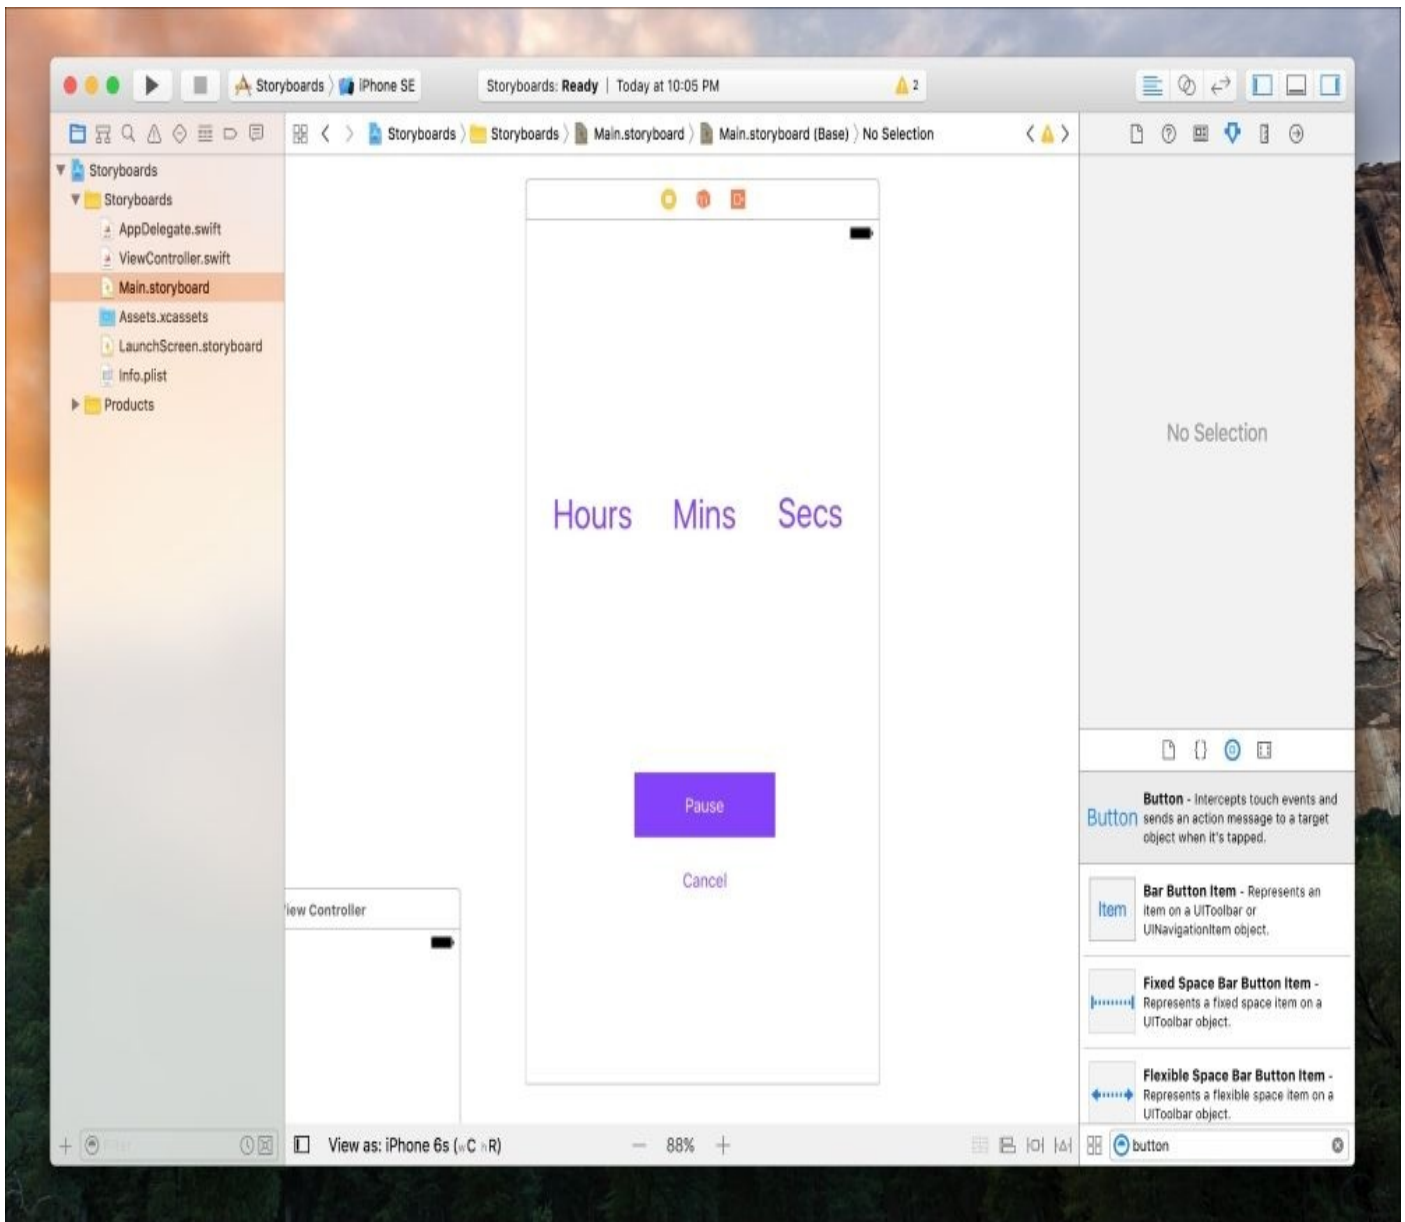 Storyboards iPhone SE
Storyboards: Ready | Today at 10:05 PM
2
Storyboards Storyboards Main.storyboard Main.storyboard (Base) No Selection
Storyboards
Storyboards
AppDelegate.swift
ViewController.swift
Main.storyboard
Assets.xcassets
LaunchScreen.storyboard
Info.plist
Products
Hours Mins Secs
Pause
Cancel
iew Controller
View as: iPhone 6s (wC hR)
88%
No Selection
Button
Button - Intercepts touch events and
sends an action message to a target
object when it's tapped.
Item
Bar Button Item - Represents an
item on a UIToolbar or
UINavigationItem object.
Fixed Space Bar Button Item -
Represents a fixed space item on a
UIToolbar object.
Flexible Space Bar Button Item -
Represents a flexible space item on a
UIToolbar object.
button